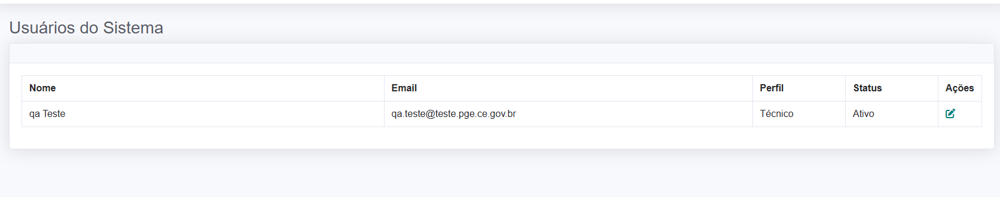 Usuários do Sistema
Nome Email Perfil Status Ações
qa Teste qa.teste@teste.pge.ce.gov.br Técnico Ativo